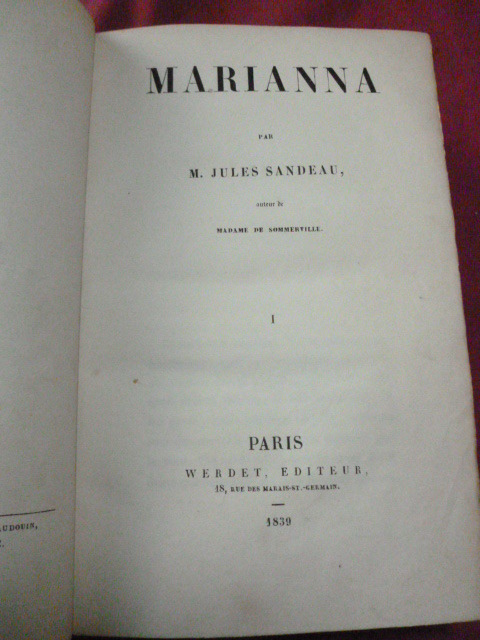 MARIANNA
PAR
M. JULES SANDEAU,
auteur de
MADAME DE SOMMERVILLE.
I
PARIS
WERDET, EDITEUR,
18, RUE DES MARAIS-ST.-GERMAIN.
1839
UDOUIN,